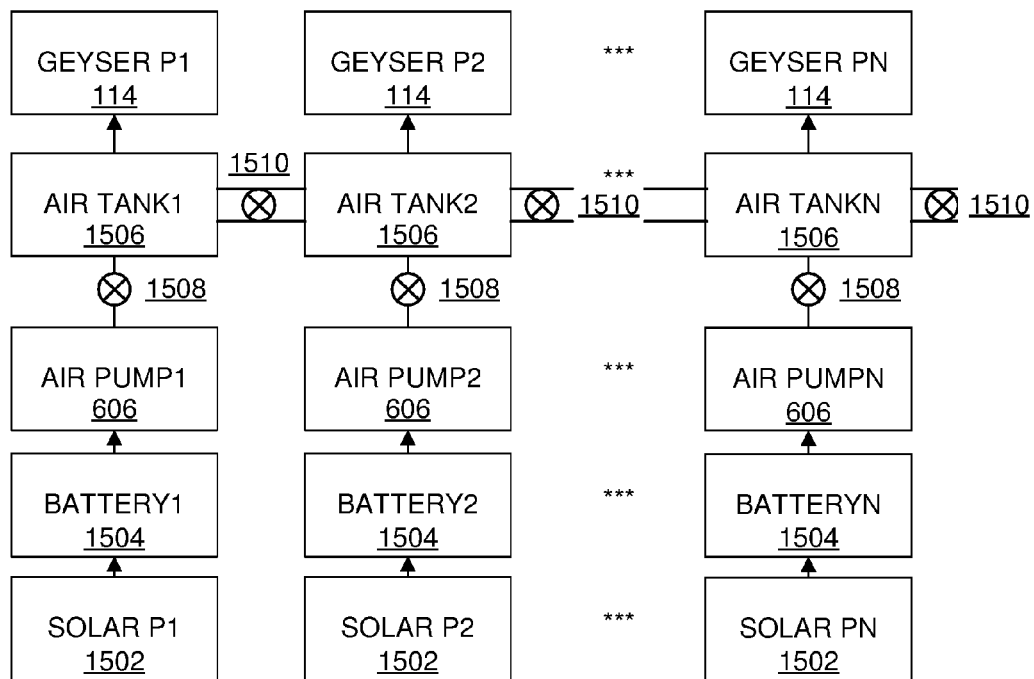 GEYSER P1 GEYSER P2 *** GEYSER PN
114 114 114
1510 ***
AIR TANK1 AIR TANK2 1510 AIR TANKN 1510
1506 1506 1506
1508 1508 1508
AIR PUMP1 AIR PUMP2 *** AIR PUMPN
606 606 606
BATTERY1 BATTERY2 *** BATTERYN
1504 1504 1504
SOLAR P1 SOLAR P2 *** SOLAR PN
1502 1502 1502